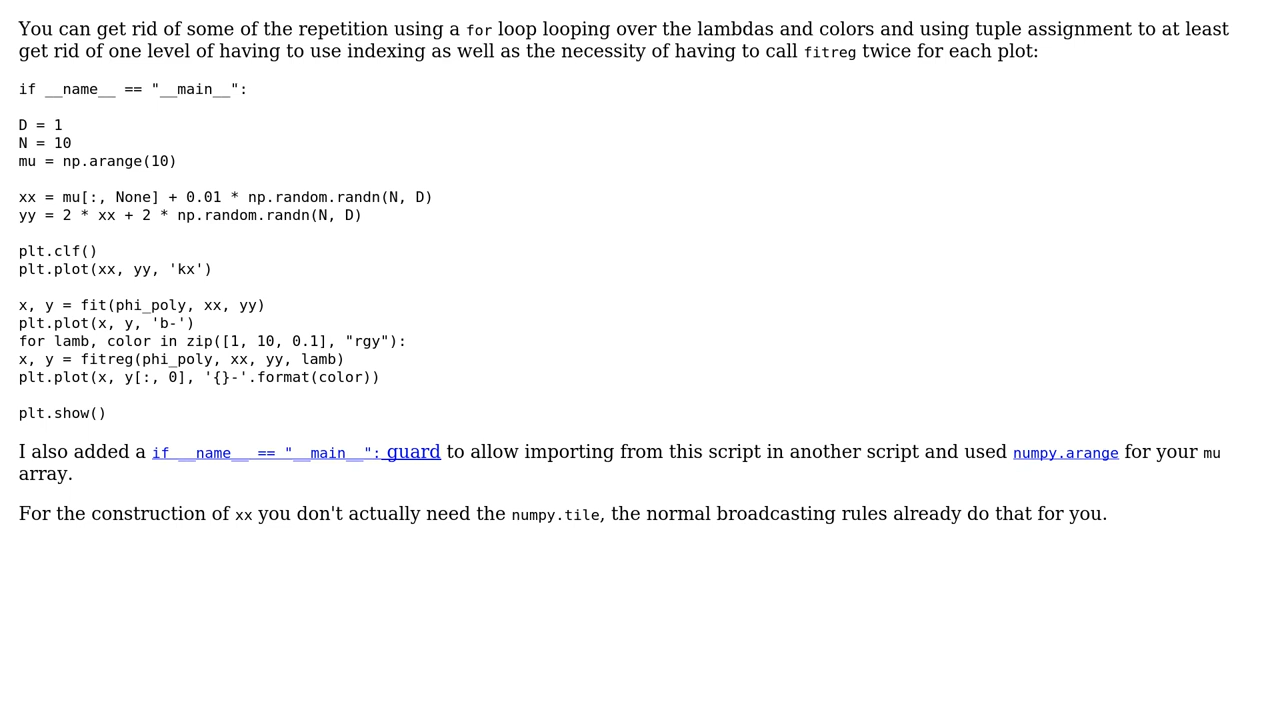 You can get rid of some of the repetition using a for loop looping over the lambdas and colors and using tuple assignment to at least
get rid of one level of having to use indexing as well as the necessity of having to call fitreg twice for each plot:
if __name__ == "__main__":
D = 1
N = 10
mu = np.arange(10)
xx = mu[:, None] + 0.01 * np.random.randn(N, D)
yy = 2 * xx + 2 * np.random.randn(N, D)
plt.clf()
plt.plot(xx, yy, 'kx')
x, y = fit(phi_poly, xx, yy)
plt.plot(x, y, 'b-')
for lamb, color in zip([1, 10, 0.1], "rgy"):
x, y = fitreg(phi_poly, xx, yy, lamb)
plt.plot(x, y[:, 0], '{}-'.format(color))
plt.show()
I also added a if __name__ == "__main__": guard to allow importing from this script in another script and used numpy.arange for your mu
array.
For the construction of xx you don't actually need the numpy.tile, the normal broadcasting rules already do that for you.